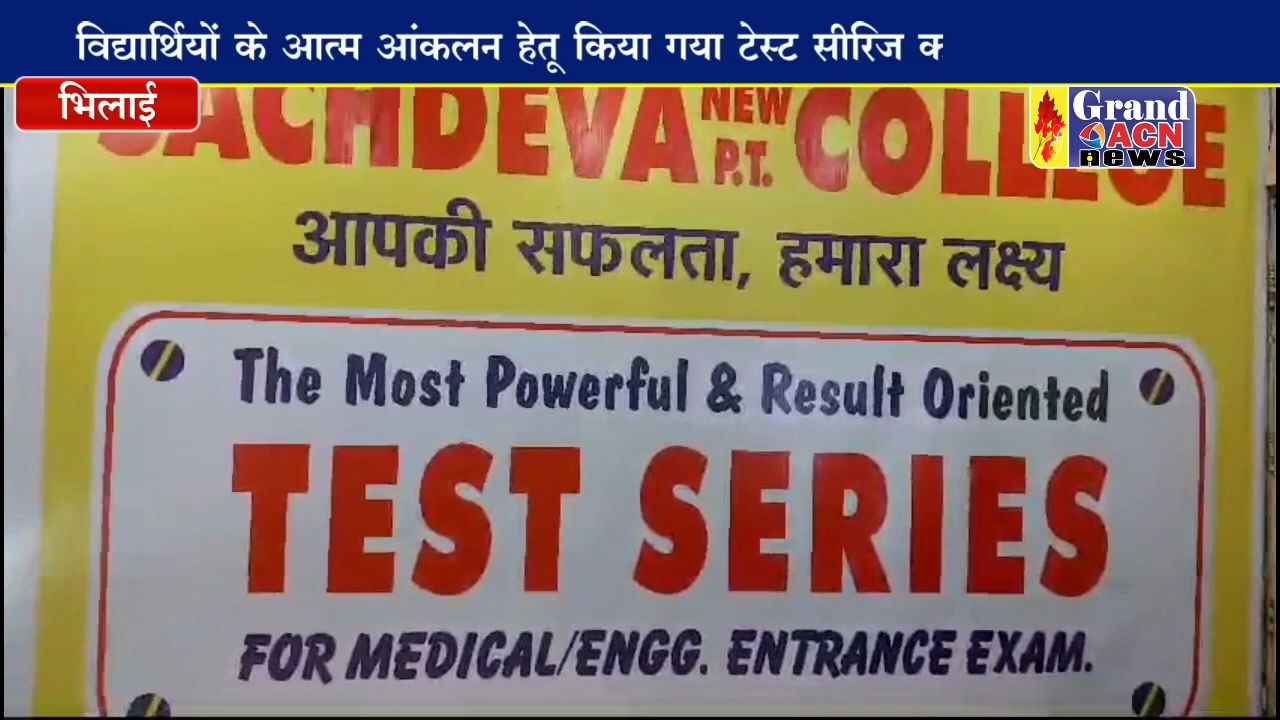 विद्यार्थियों के आत्म आंकलन हेतू किया गया टेस्ट सीरिज क
भिलाई
Grand
ACN
news
SACHDEVA NEW P.T. COLLEGE
आपकी सफलता, हमारा लक्ष्य
The Most Powerful & Result Oriented
TEST SERIES
FOR MEDICAL/ENGG. ENTRANCE EXAM.